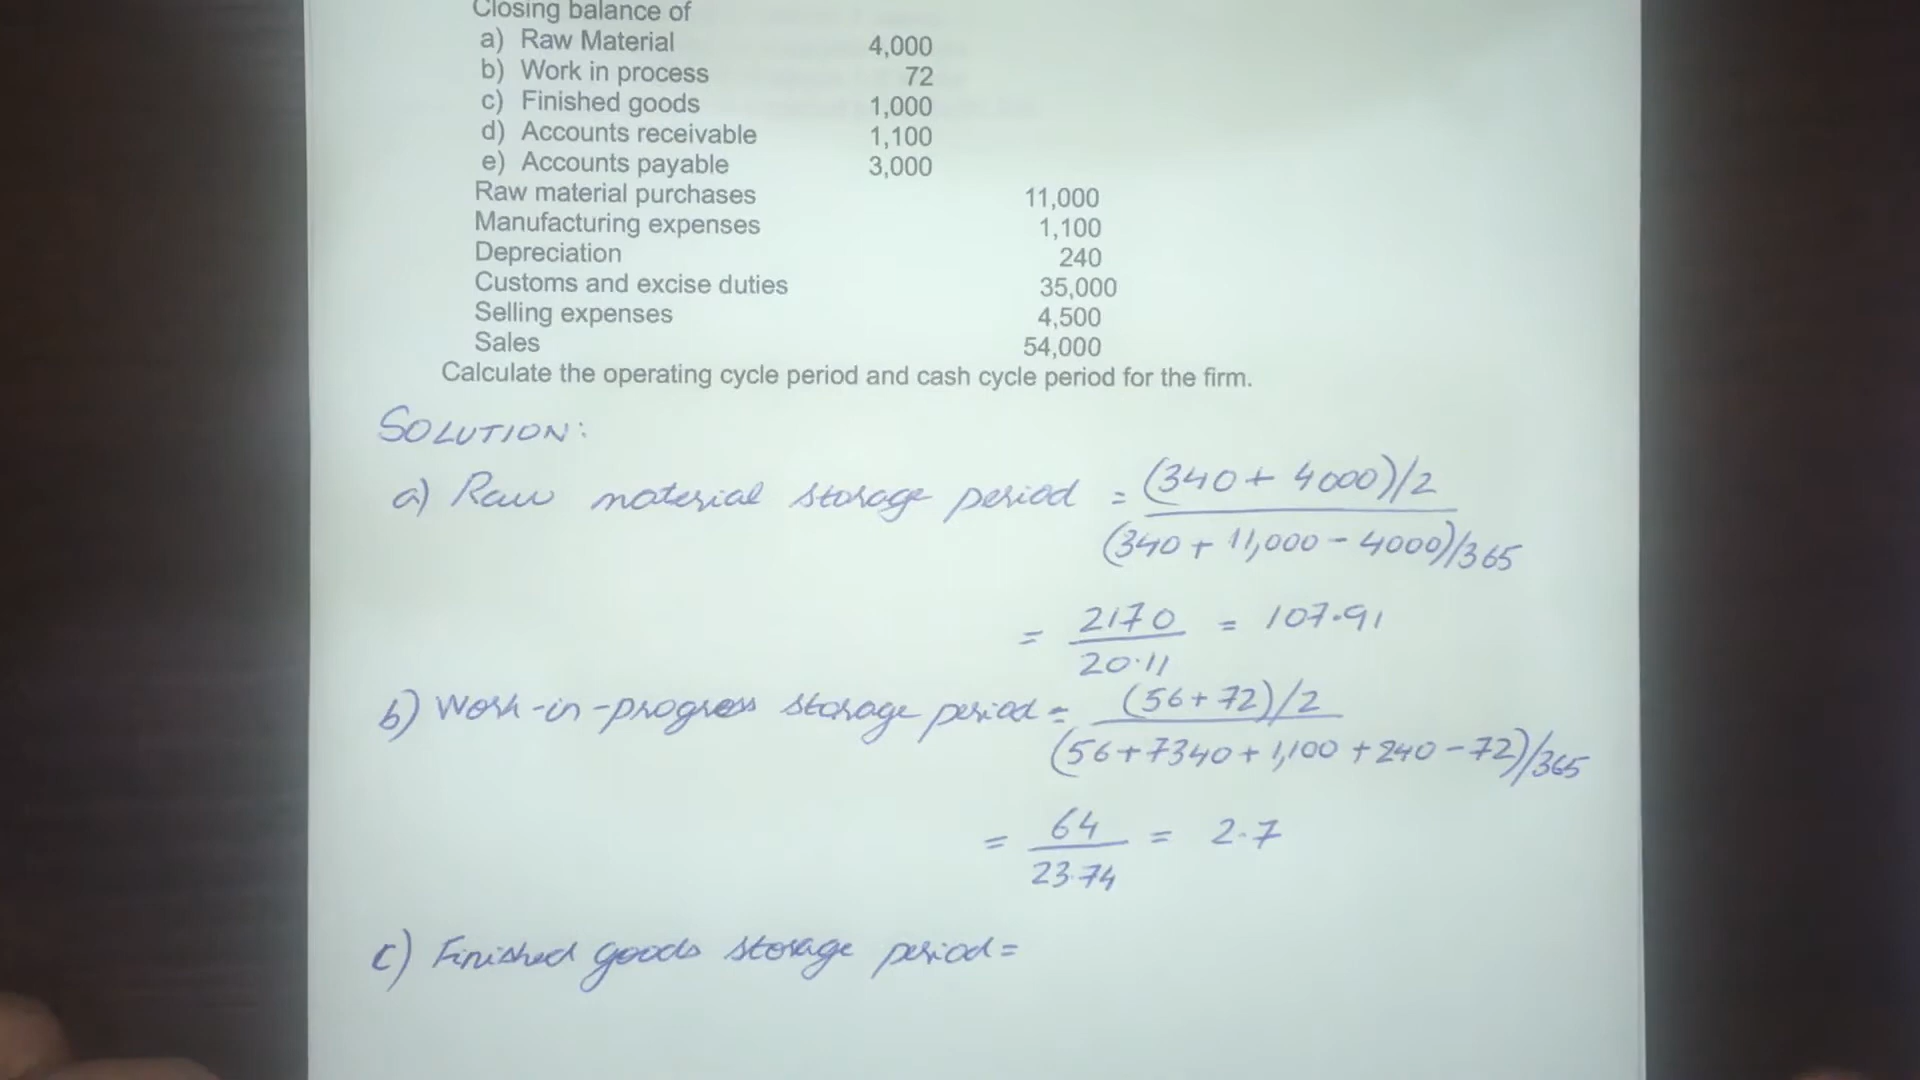 Closing balance of
a) Raw Material 4,000
b) Work in process 72
c) Finished goods 1,000
d) Accounts receivable 1,100
e) Accounts payable 3,000
Raw material purchases 11,000
Manufacturing expenses 1,100
Depreciation 240
Customs and excise duties 35,000
Selling expenses 4,500
Sales 54,000
Calculate the operating cycle period and cash cycle period for the firm.
SOLUTION:
a) Raw material storage period = (340 + 4000)/2
(340 + 11,000 - 4000)/365
= 2170 = 107.91
20.11
b) Work-in-progress storage period = (56+72)/2
(56+7340+1,100+240-72)/365
= 64 = 2.7
23.74
c) Finished goods storage period =